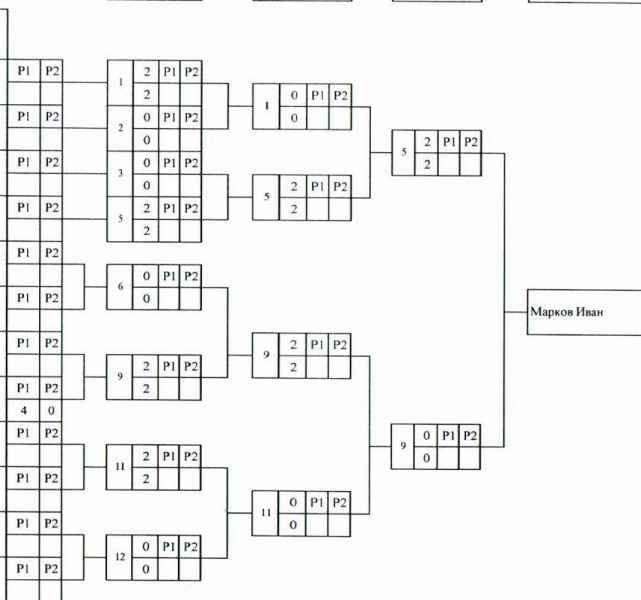 P1 P2
1 2 P1 P2
2
P1 P2
2 0 P1 P2
0
1 0 P1 P2
0
P1 P2
3 0 P1 P2
0
5 2 P1 P2
2
5 2 P1 P2
2
P1 P2
5 2 P1 P2
2
P1 P2
6 0 P1 P2
0
P1 P2
Марков Иван
P1 P2
9 2 P1 P2
2
9 2 P1 P2
2
P1 P2
4 0
P1 P2
9 0 P1 P2
0
11 2 P1 P2
2
P1 P2
11 0 P1 P2
0
P1 P2
12 0 P1 P2
0
P1 P2